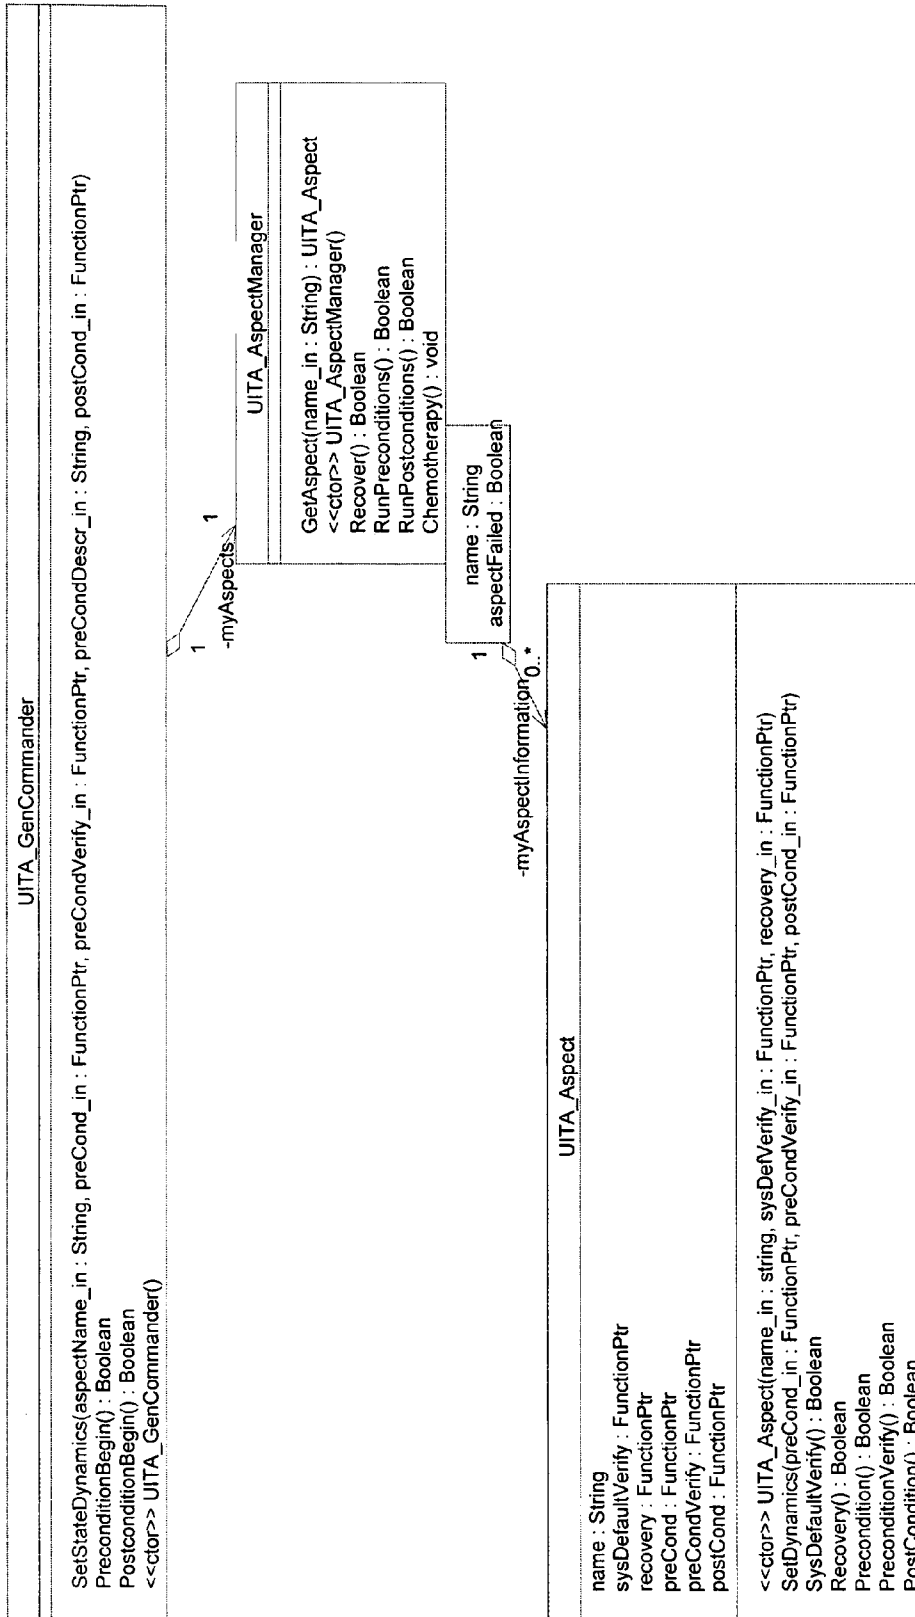 UITA_GenCommander
SetStateDynamics(aspectName_in : String, preCond_in : FunctionPtr, preCondVerify_in : FunctionPtr, preCondDescr_in : String, postCond_in : FunctionPtr)
PreconditionBegin() : Boolean
PostconditionBegin() : Boolean
<<ctor>> UITA_GenCommander()
1
-myAspects
1
UITA_AspectManager
GetAspect(name_in : String) : UITA_Aspect
<<ctor>> UITA_AspectManager()
Recover() : Boolean
RunPreconditions() : Boolean
RunPostconditions() : Boolean
Chemotherapy() : void
name : String
aspectFailed : Boolean
1
-myAspectInformation
0..*
UITA_Aspect
name : String
sysDefaultVerify : FunctionPtr
recovery : FunctionPtr
preCond : FunctionPtr
preCondVerify : FunctionPtr
postCond : FunctionPtr
<<ctor>> UITA_Aspect(name_in : string, sysDefVerify_in : FunctionPtr, recovery_in : FunctionPtr)
SetDynamics(preCond_in : FunctionPtr, preCondVerify_in : FunctionPtr, postCond_in : FunctionPtr)
SysDefaultVerify() : Boolean
Recovery() : Boolean
Precondition() : Boolean
PreconditionVerify() : Boolean
PostCondition() : Boolean